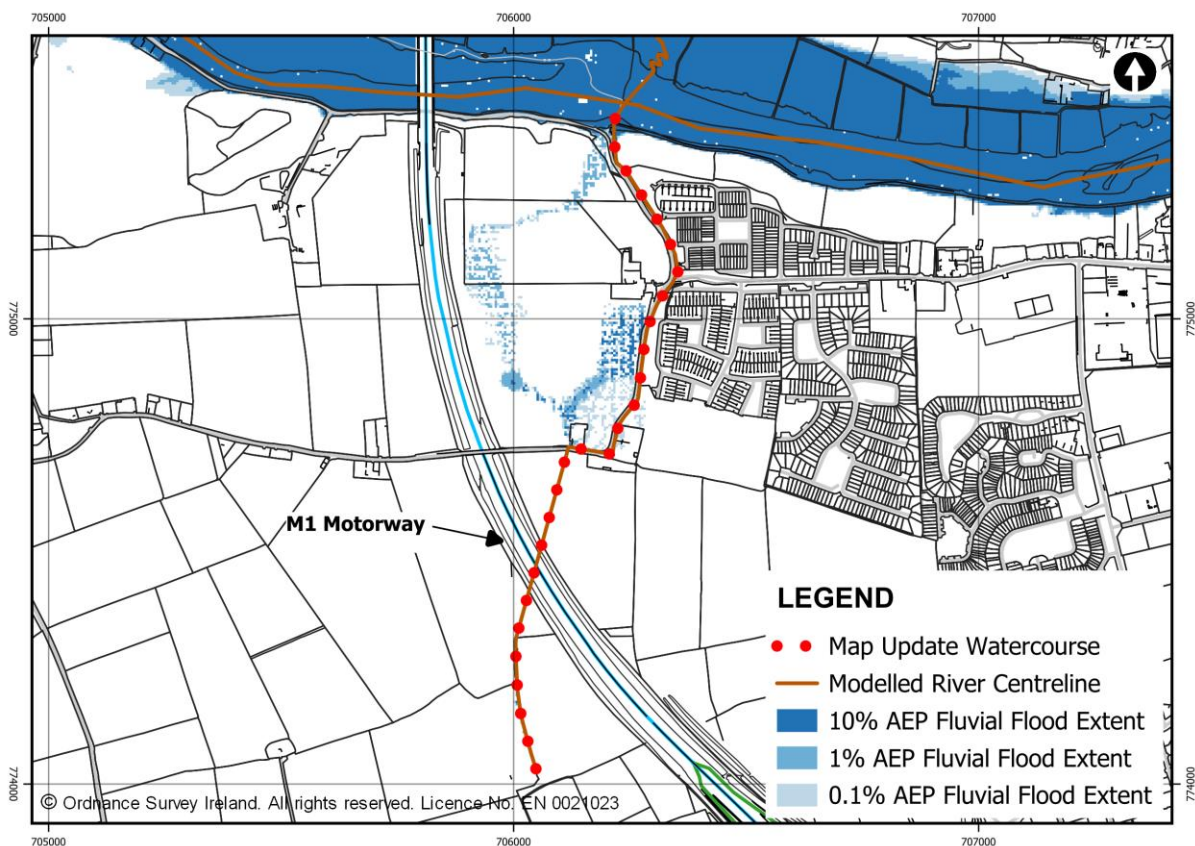 705000
706000
707000
775000
775000
M1 Motorway
LEGEND
Map Update Watercourse
Modelled River Centreline
10% AEP Fluvial Flood Extent
1% AEP Fluvial Flood Extent
0.1% AEP Fluvial Flood Extent
774000
774000
© Ordnance Survey Ireland. All rights reserved. Licence No. EN 0021023
705000
706000
707000